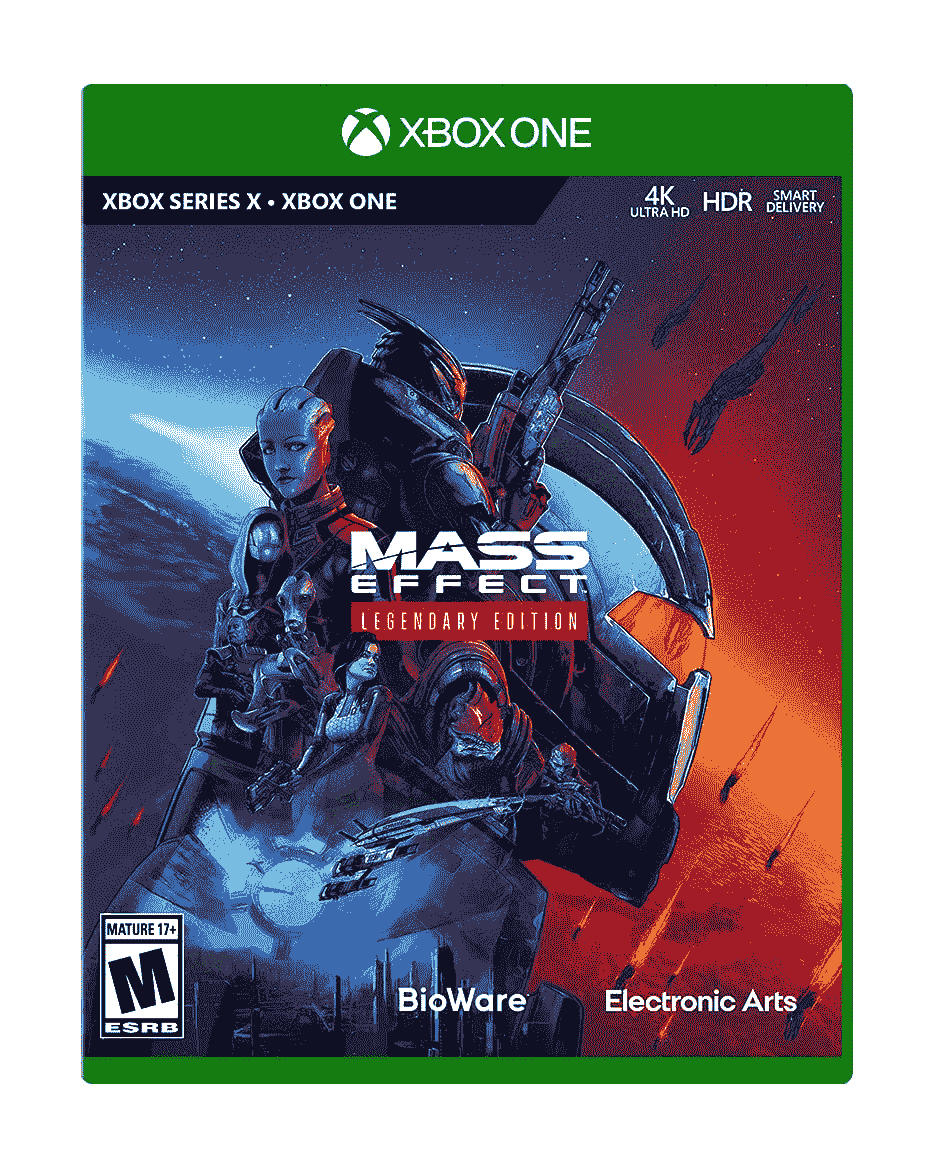 XBOX ONE
XBOX SERIES X • XBOX ONE
4K
ULTRA HD
HDR
SMART
DELIVERY
MASS
EFFECT
LEGENDARY EDITION
MATURE 17+
M
ESRB
BioWare
Electronic Arts